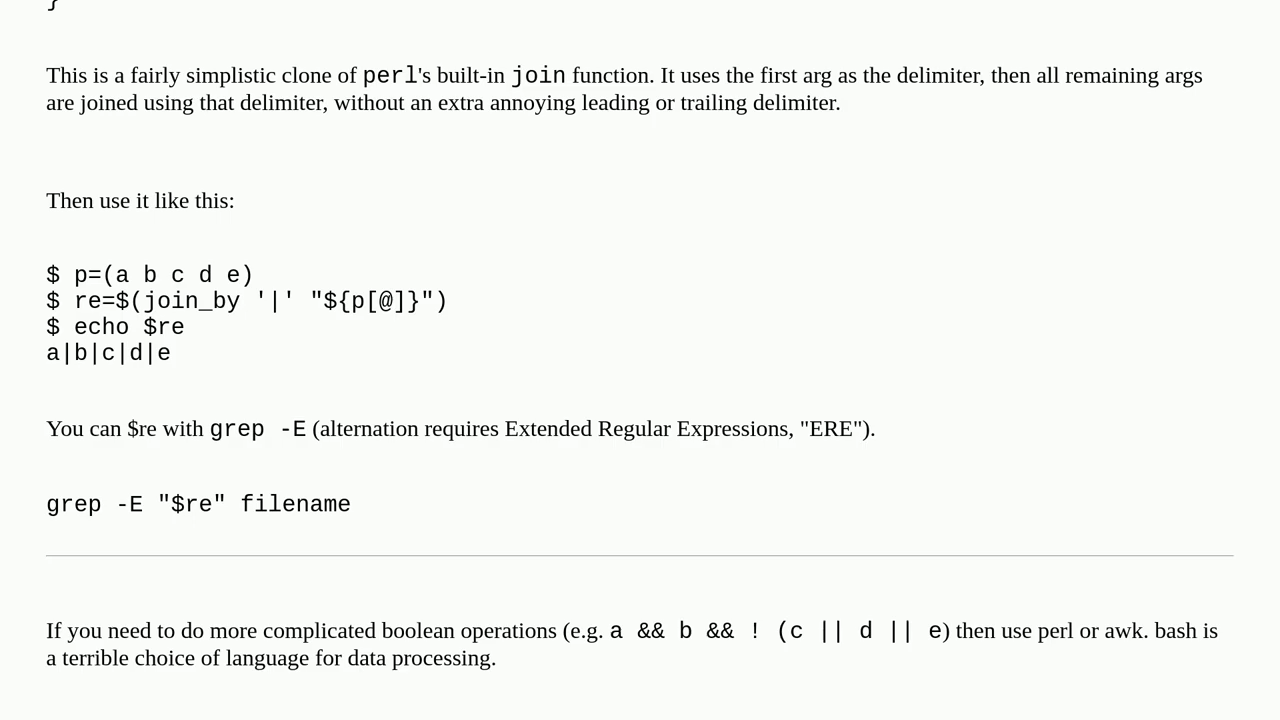 }
This is a fairly simplistic clone of perl's built-in join function. It uses the first arg as the delimiter, then all remaining args
are joined using that delimiter, without an extra annoying leading or trailing delimiter.
Then use it like this:
$ p=(a b c d e)
$ re=$(join_by '|' "${p[@]}")
$ echo $re
a|b|c|d|e
You can $re with grep -E (alternation requires Extended Regular Expressions, "ERE").
grep -E "$re" filename
If you need to do more complicated boolean operations (e.g. a && b && ! (c || d || e) then use perl or awk. bash is
a terrible choice of language for data processing.